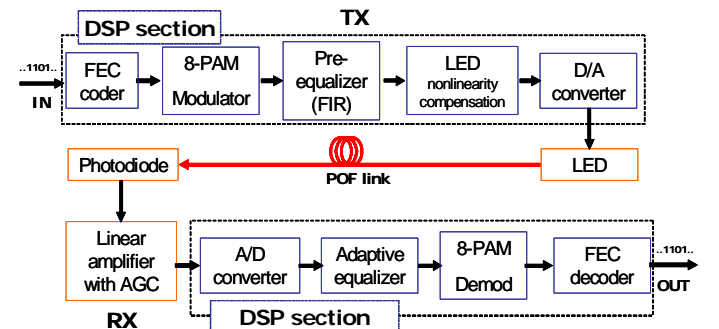 TX
DSP section
..1101..
IN
FEC
coder
8-PAM
Modulator
Pre-
equalizer
(FIR)
LED
nonlinearity
compensation
D/A
converter
Photodiode
POF link
LED
Linear
amplifier
with AGC
A/D
converter
Adaptive
equalizer
8-PAM
Demod
FEC
decoder
..1101..
OUT
RX
DSP section